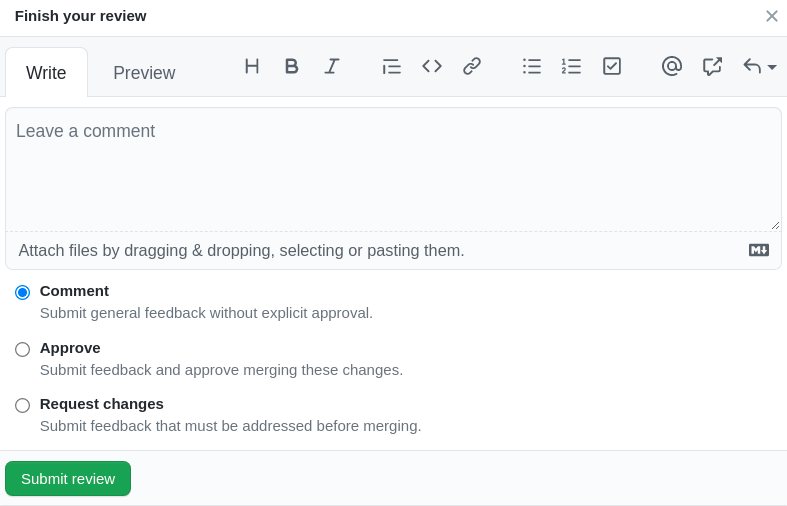 Finish your review
Write
Preview
Leave a comment
Attach files by dragging & dropping, selecting or pasting them.
Comment
Submit general feedback without explicit approval.
Approve
Submit feedback and approve merging these changes.
Request changes
Submit feedback that must be addressed before merging.
Submit review